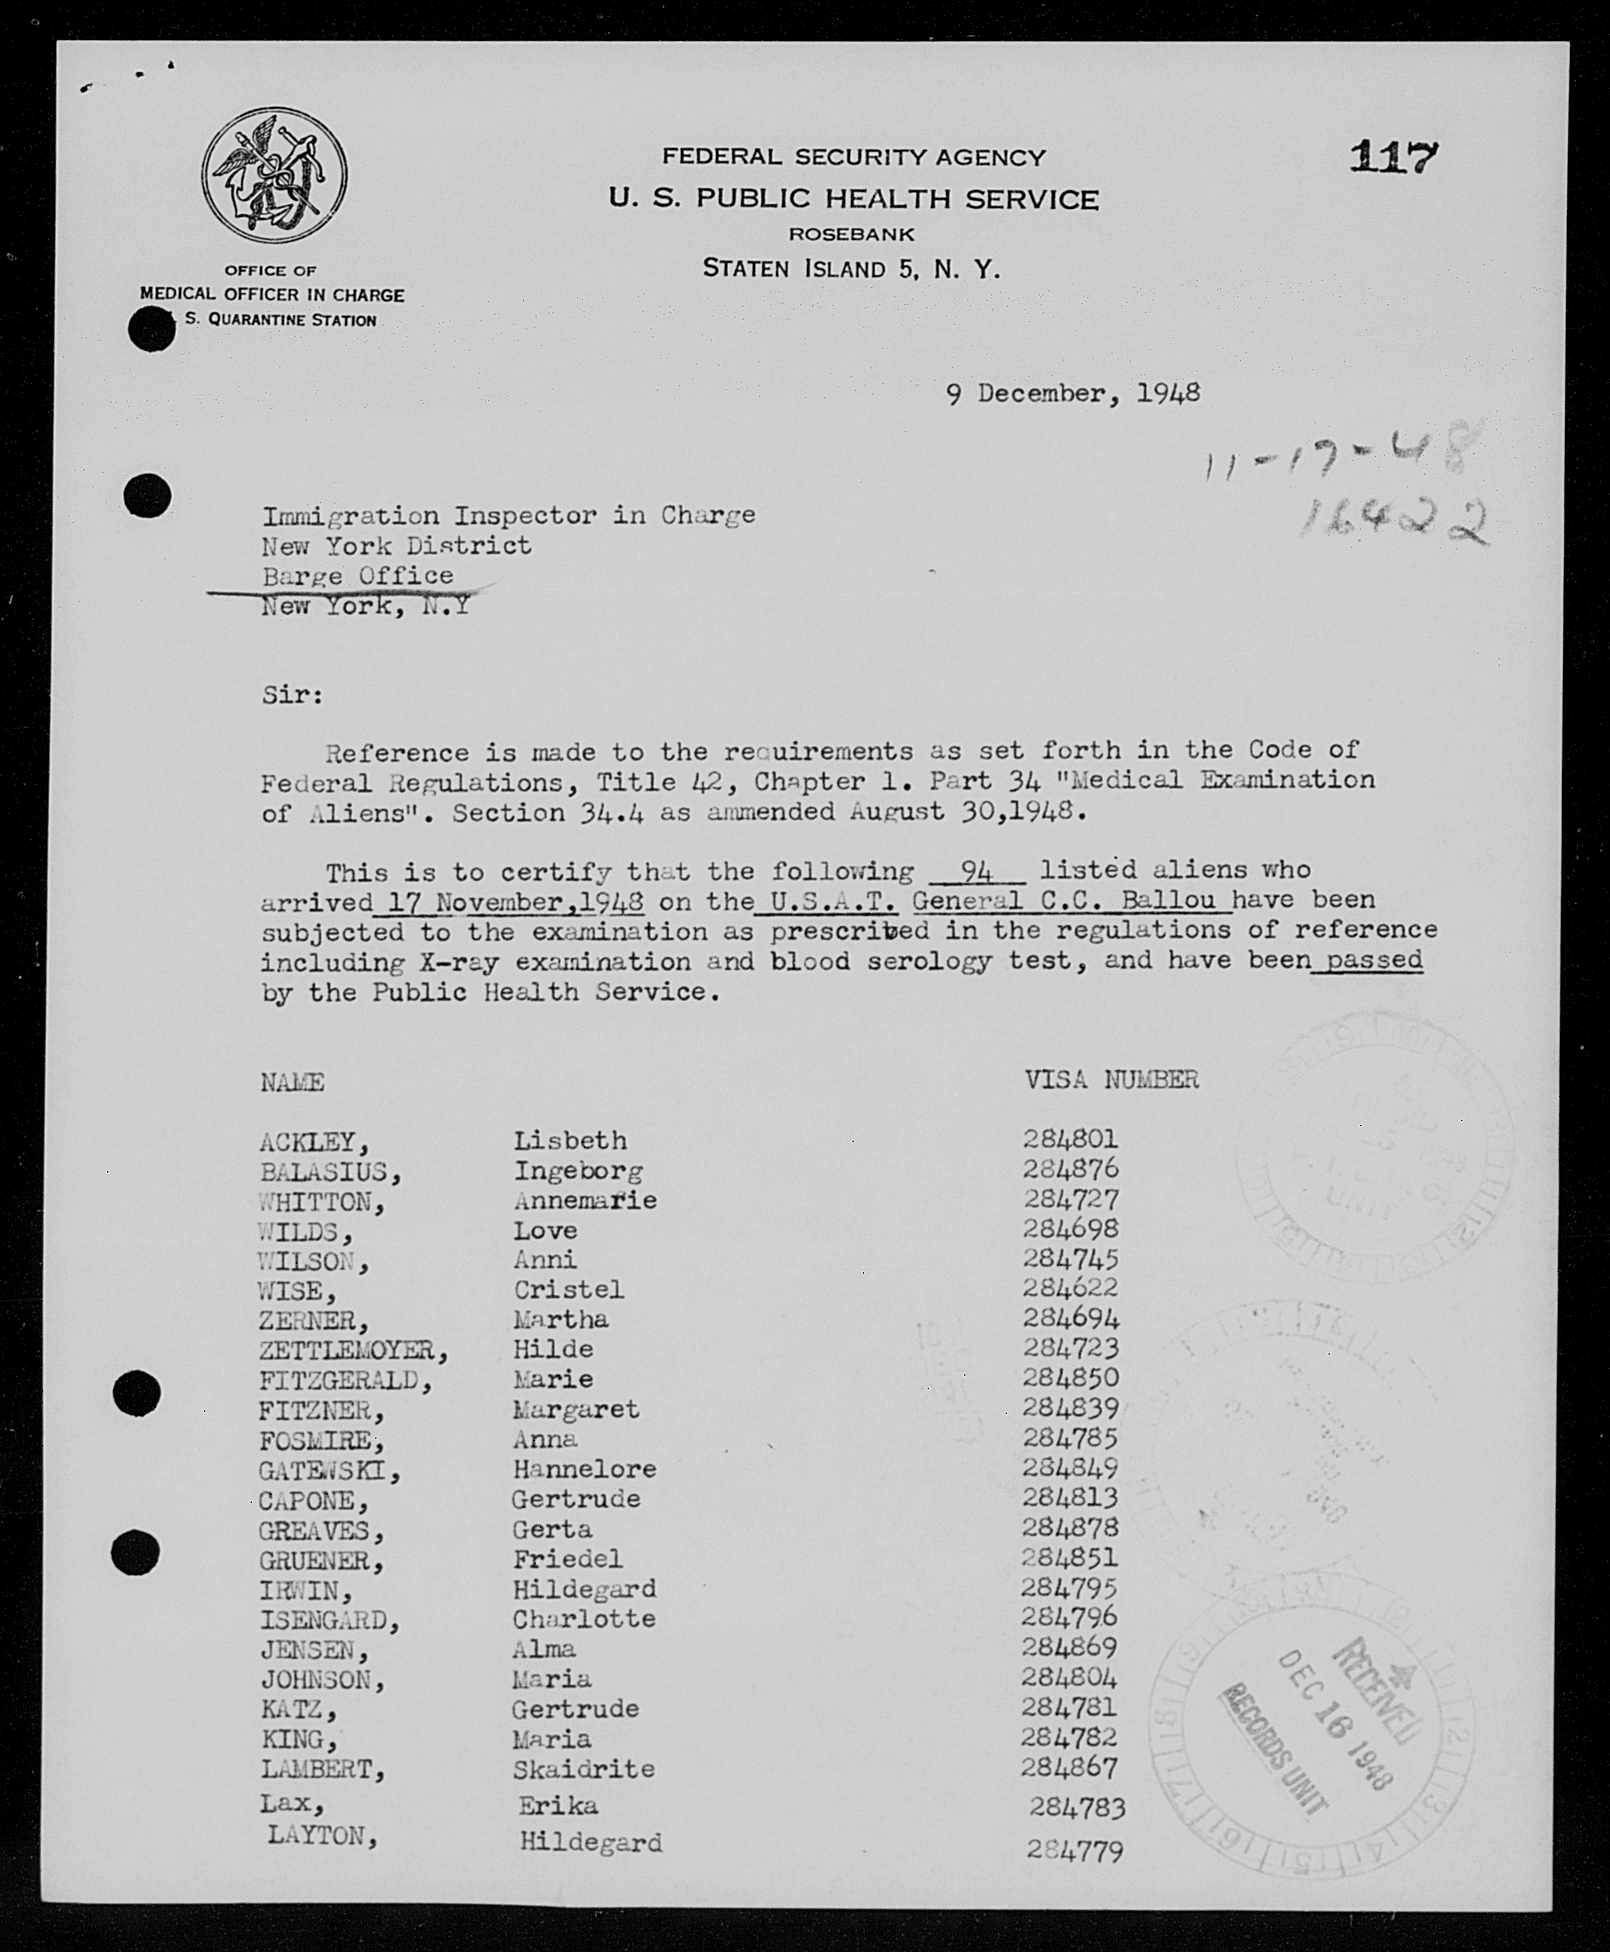 117
FEDERAL SECURITY AGENCY
U. S. PUBLIC HEALTH SERVICE
ROSEBANK
STATEN ISLAND 5, N. Y.
OFFICE OF
MEDICAL OFFICER IN CHARGE
S. QUARANTINE STATION
9 December, 1948
11-17-48
16422
Immigration Inspector in Charge
New York District
Barge Office
New York, N.Y
Sir:
Reference is made to the requirements as set forth in the Code of
Federal Regulations, Title 42, Chapter 1. Part 34 "Medical Examination
of Aliens". Section 34.4 as ammended August 30,1948.
This is to certify that the following 94 listed aliens who
arrived 17 November,1948 on the U.S.A.T. General C.C. Ballou have been
subjected to the examination as prescribed in the regulations of reference
including X-ray examination and blood serology test, and have been passed
by the Public Health Service.
NAME VISA NUMBER
ACKLEY, Lisbeth 284801
BALASIUS, Ingeborg 284876
WHITTON, Annemarie 284727
WILDS, Love 284698
WILSON, Anni 284745
WISE, Cristel 284622
ZERNER, Martha 284694
ZETTLEMOYER, Hilde 284723
FITZGERALD, Marie 284850
FITZNER, Margaret 284839
FOSMIRE, Anna 284785
GATEWSKI, Hannelore 284849
CAPONE, Gertrude 284813
GREAVES, Gerta 284878
GRUENER, Friedel 284851
IRWIN, Hildegard 284795
ISENGARD, Charlotte 284796
JENSEN, Alma 284869
JOHNSON, Maria 284804
KATZ, Gertrude 284781
KING, Maria 284782
LAMBERT, Skaidrite 284867
Lax, Erika 284783
LAYTON, Hildegard 284779
RECEIVED
DEC 16 1948
RECORDS UNIT